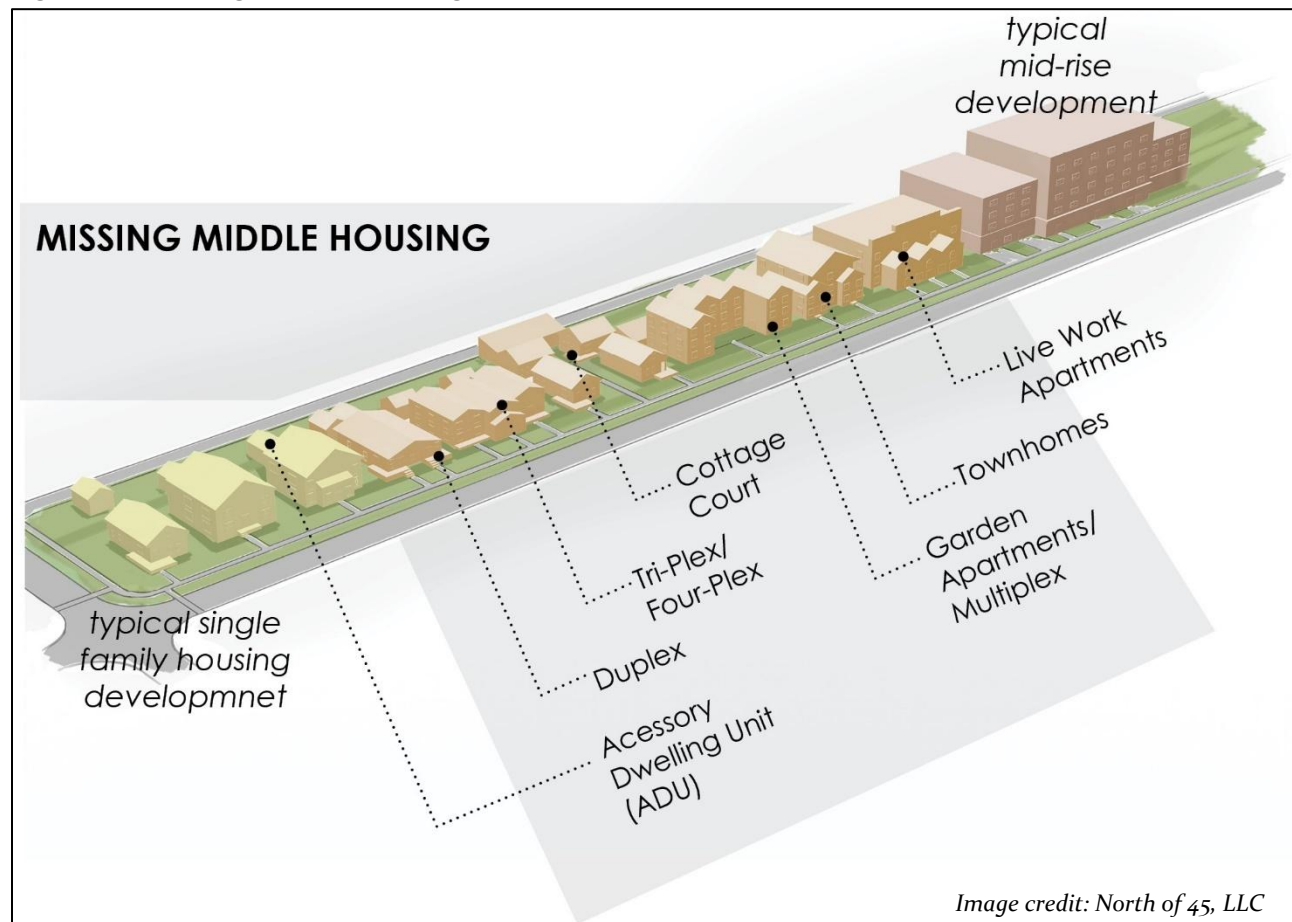 typical
mid-rise
development
MISSING MIDDLE HOUSING
Live Work
Apartments
Townhomes
Garden
Apartments/
Multiplex
Cottage
Court
Tri-Plex/
Four-Plex
Duplex
Acessory
Dwelling Unit
(ADU)
typical single
family housing
developmnet
Image credit: North of 45, LLC